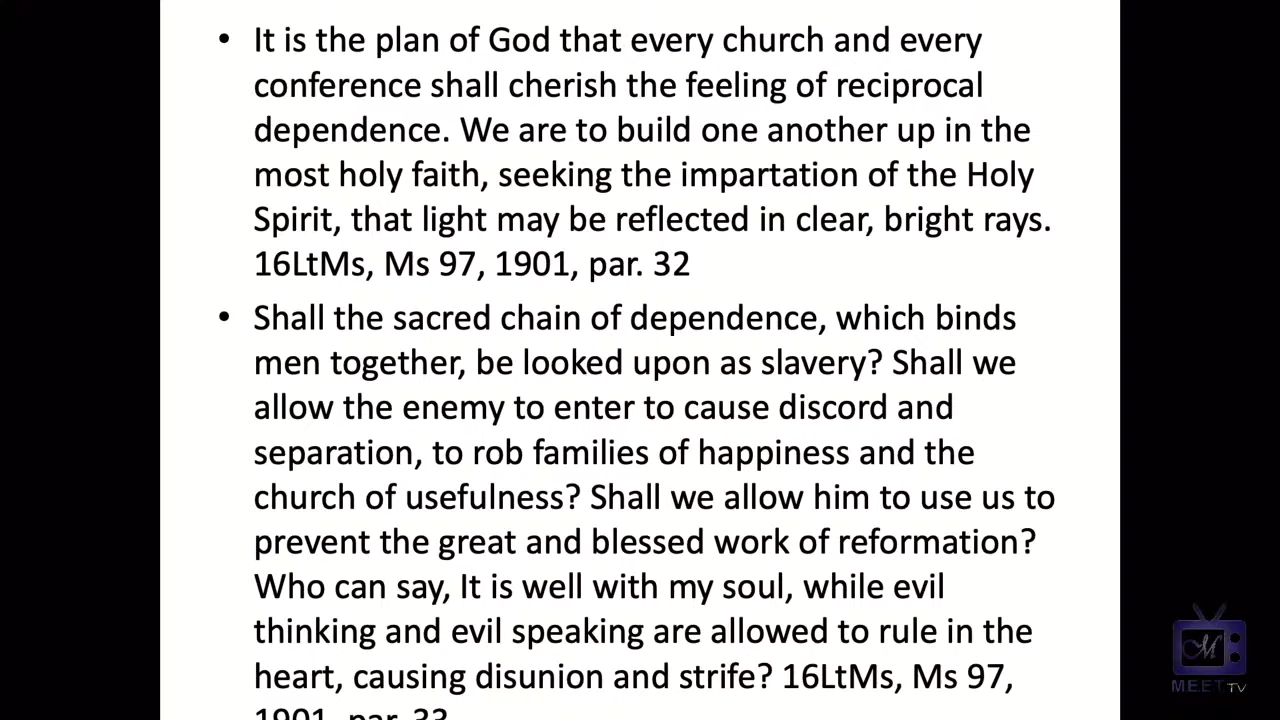 • It is the plan of God that every church and every
conference shall cherish the feeling of reciprocal
dependence. We are to build one another up in the
most holy faith, seeking the impartation of the Holy
Spirit, that light may be reflected in clear, bright rays.
16LtMs, Ms 97, 1901, par. 32
• Shall the sacred chain of dependence, which binds
men together, be looked upon as slavery? Shall we
allow the enemy to enter to cause discord and
separation, to rob families of happiness and the
church of usefulness? Shall we allow him to use us to
prevent the great and blessed work of reformation?
Who can say, It is well with my soul, while evil
thinking and evil speaking are allowed to rule in the
heart, causing disunion and strife? 16LtMs, Ms 97,
1901, par. 33
M
MEET TV